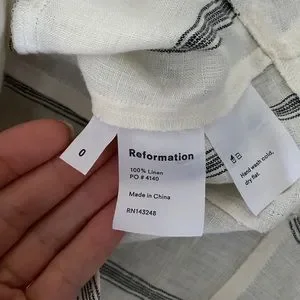 0
Reformation
100% Linen
PO # 4140
Made in China
RN143248
Hand wash cold,
dry flat.